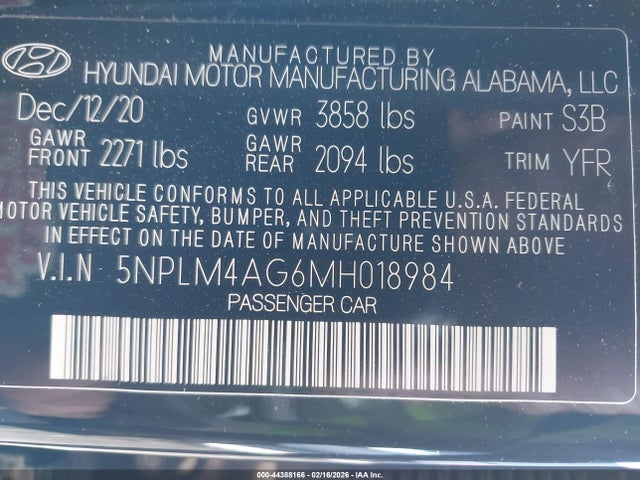 MANUFACTURED BY
HYUNDAI MOTOR MANUFACTURING ALABAMA, LLC
Dec/12/20 GVWR 3858 lbs PAINT S3B
GAWR FRONT 2271 lbs GAWR REAR 2094 lbs TRIM YFR
THIS VEHICLE CONFORMS TO ALL APPLICABLE U.S.A. FEDERAL
MOTOR VEHICLE SAFETY, BUMPER, AND THEFT PREVENTION STANDARDS
IN EFFECT ON THE DATE OF MANUFACTURE SHOWN ABOVE
V.I.N 5NPLM4AG6MH018984
PASSENGER CAR
000-44388166 - 02/16/2026 - IAA Inc.